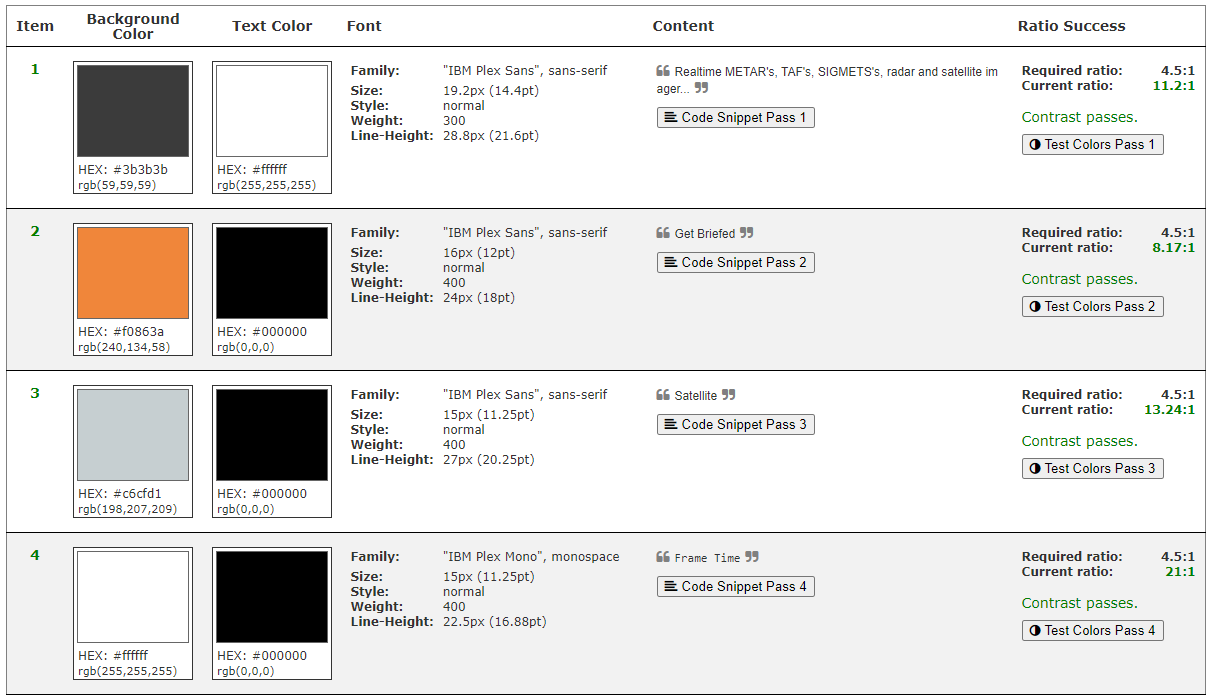 Item Background Color Text Color Font Content Ratio Success
1
HEX: #3b3b3b
rgb(59,59,59)
HEX: #ffffff
rgb(255,255,255)
Family: "IBM Plex Sans", sans-serif
Size: 19.2px (14.4pt)
Style: normal
Weight: 300
Line-Height: 28.8px (21.6pt)
Realtime METAR's, TAF's, SIGMETS's, radar and satellite im
ager...
Code Snippet Pass 1
Required ratio: 4.5:1
Current ratio: 11.2:1
Contrast passes.
Test Colors Pass 1
2
HEX: #f0863a
rgb(240,134,58)
HEX: #000000
rgb(0,0,0)
Family: "IBM Plex Sans", sans-serif
Size: 16px (12pt)
Style: normal
Weight: 400
Line-Height: 24px (18pt)
Get Briefed
Code Snippet Pass 2
Required ratio: 4.5:1
Current ratio: 8.17:1
Contrast passes.
Test Colors Pass 2
3
HEX: #c6cfd1
rgb(198,207,209)
HEX: #000000
rgb(0,0,0)
Family: "IBM Plex Sans", sans-serif
Size: 15px (11.25pt)
Style: normal
Weight: 400
Line-Height: 27px (20.25pt)
Satellite
Code Snippet Pass 3
Required ratio: 4.5:1
Current ratio: 13.24:1
Contrast passes.
Test Colors Pass 3
4
HEX: #ffffff
rgb(255,255,255)
HEX: #000000
rgb(0,0,0)
Family: "IBM Plex Mono", monospace
Size: 15px (11.25pt)
Style: normal
Weight: 400
Line-Height: 22.5px (16.88pt)
Frame Time
Code Snippet Pass 4
Required ratio: 4.5:1
Current ratio: 21:1
Contrast passes.
Test Colors Pass 4